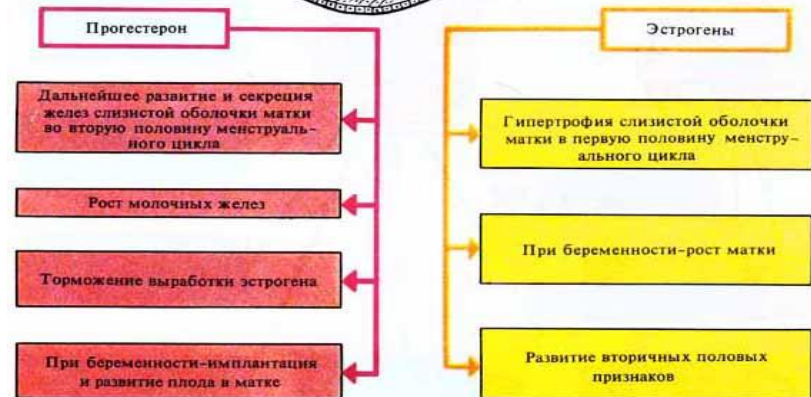 Прогестерон
Дальнейшее развитие и секреция
желез слизистой оболочки матки
во вторую половину менструаль-
ного цикла
Рост молочных желез
Торможение выработки эстрогена
При беременности-имплантация
и развитие плода в матке
Эстрогены
Гипертрофия слизистой оболочки
матки в первую половину менстру-
ального цикла
При беременности-рост матки
Развитие вторичных половых
признаков